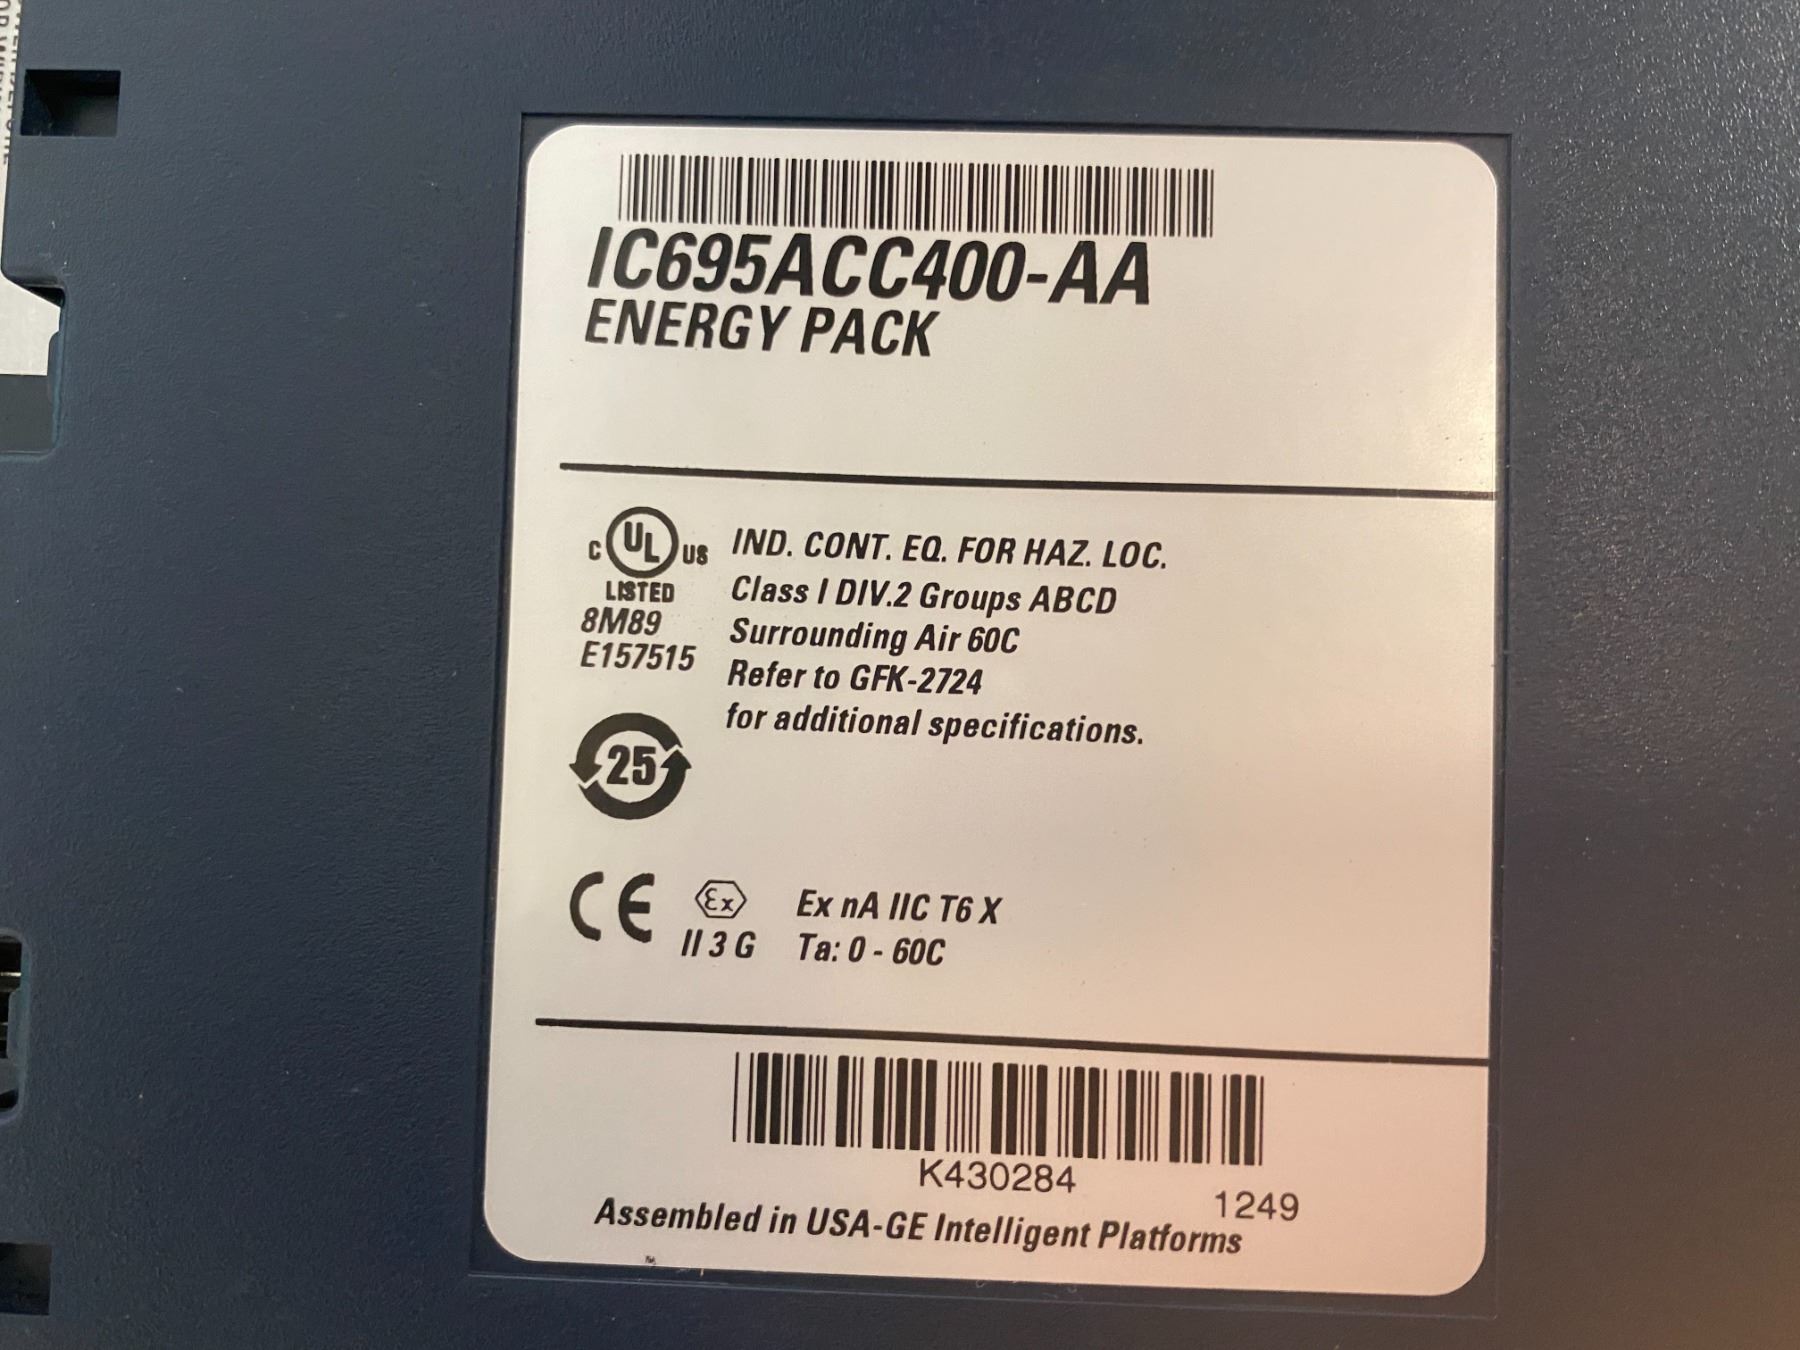 IC695ACC400-AA
ENERGY PACK
C UL US IND. CONT. EQ. FOR HAZ. LOC.
LISTED Class I DIV.2 Groups ABCD
8M89 Surrounding Air 60C
E157515 Refer to GFK-2724
for additional specifications.
25
CE Ex Ex nA IIC T6 X
II 3 G Ta: 0 - 60C
K430284
1249
Assembled in USA-GE Intelligent Platforms